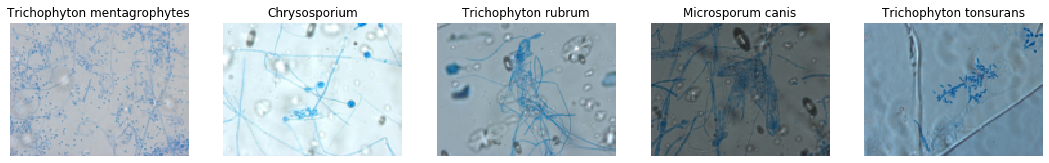 Trichophyton mentagrophytes
Chrysosporium
Trichophyton rubrum
Microsporum canis
Trichophyton tonsurans